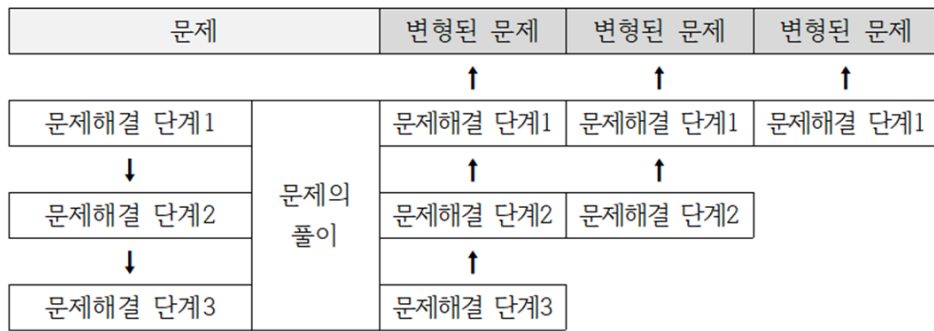 문제 변형된 문제 변형된 문제 변형된 문제
문제해결 단계1 문제해결 단계1 문제해결 단계1 문제해결 단계1
문제의
풀이
문제해결 단계2 문제해결 단계2 문제해결 단계2
문제해결 단계3 문제해결 단계3